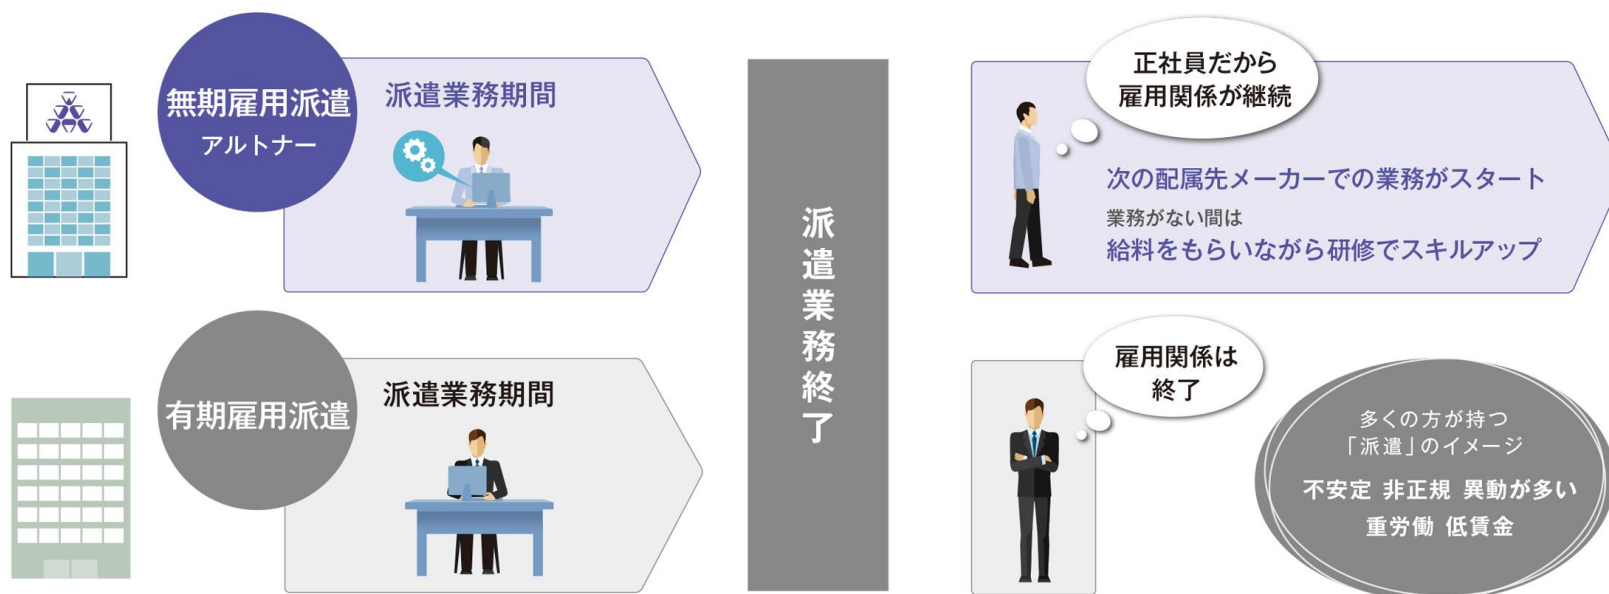 無期雇用派遣
アルトナー
派遣業務期間
派遣業務終了
正社員だから
雇用関係が継続
次の配属先メーカーでの業務がスタート
業務がない間は
給料をもらいながら研修でスキルアップ
有期雇用派遣
派遣業務期間
雇用関係は
終了
多くの方が持つ
「派遣」のイメージ
不安定 非正規 異動が多い
重労働 低賃金